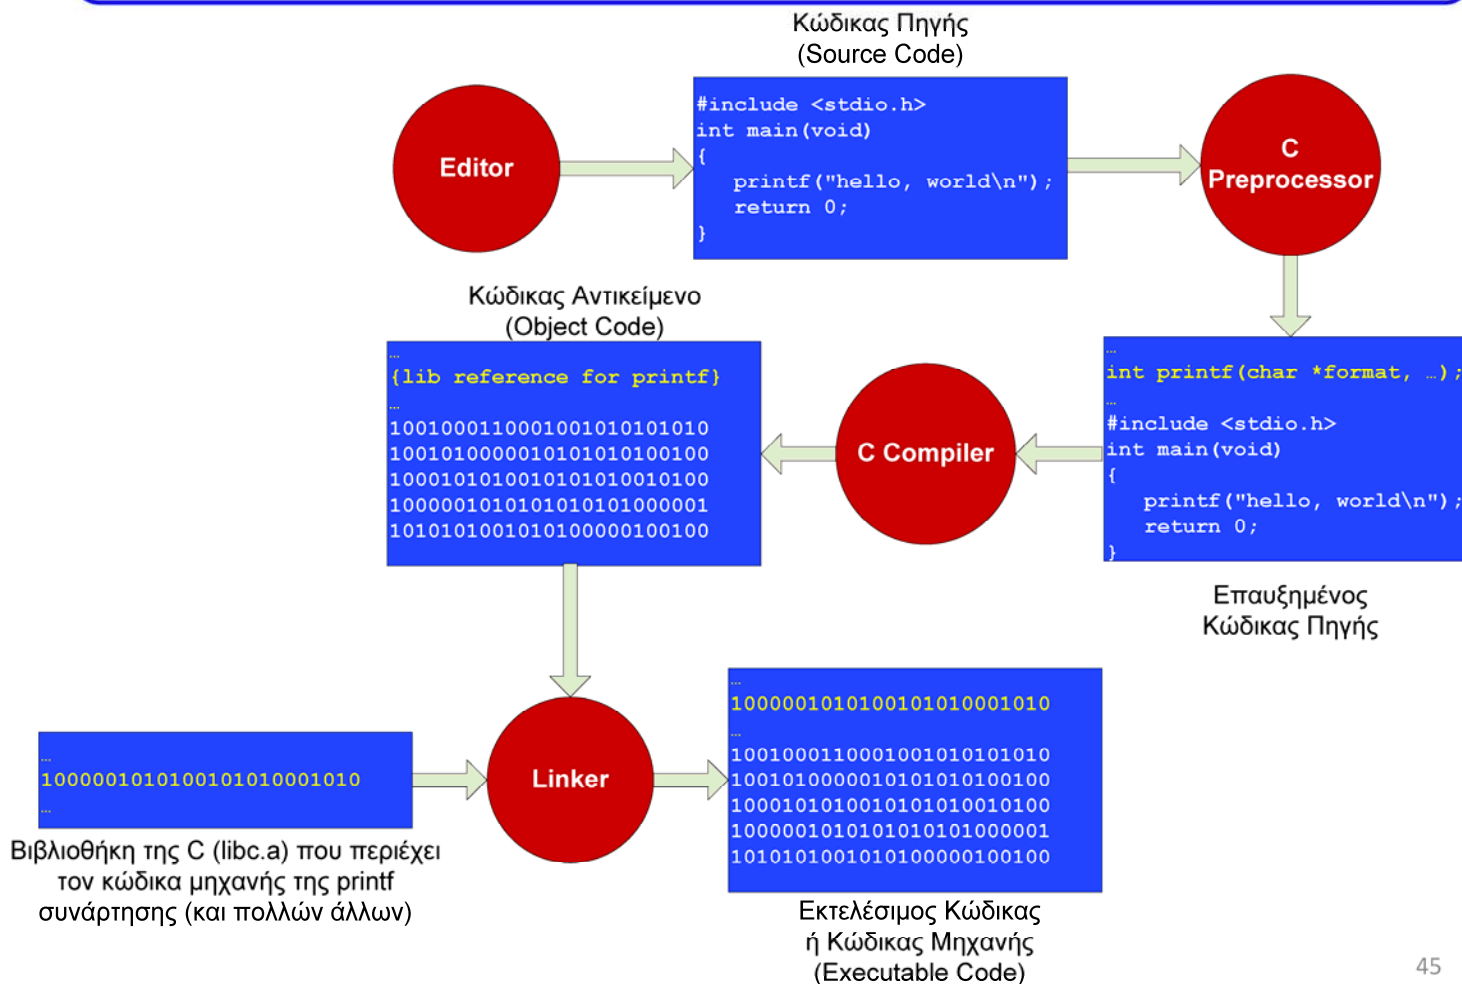 Κώδικας Πηγής
(Source Code)
Editor
#include <stdio.h>
int main(void)
{
printf("hello, world\n");
return 0;
}
C
Preprocessor
Κώδικας Αντικείμενο
(Object Code)
…
{lib reference for printf}
…
1001000110001001010101010
1001010000010101010100100
1000101010010101010010100
1000001010101010101000001
1010101001010100000100100
C Compiler
…
int printf(char *format, …);
…
#include <stdio.h>
int main(void)
{
printf("hello, world\n");
return 0;
}
Επαυξημένος
Κώδικας Πηγής
…
1000001010100101010001010
…
Βιβλιοθήκη της C (libc.a) που περιέχει
τον κώδικα μηχανής της printf
συνάρτησης (και πολλών άλλων)
Linker
…
1000001010100101010001010
…
1001000110001001010101010
1001010000010101010100100
1000101010010101010010100
1000001010101010101000001
1010101001010100000100100
Εκτελέσιμος Κώδικας
ή Κώδικας Μηχανής
(Executable Code)
45